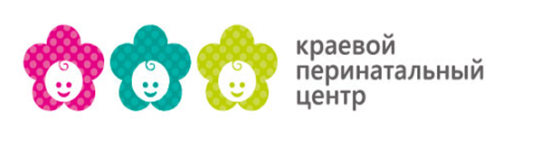 краевой
перинатальный
центр